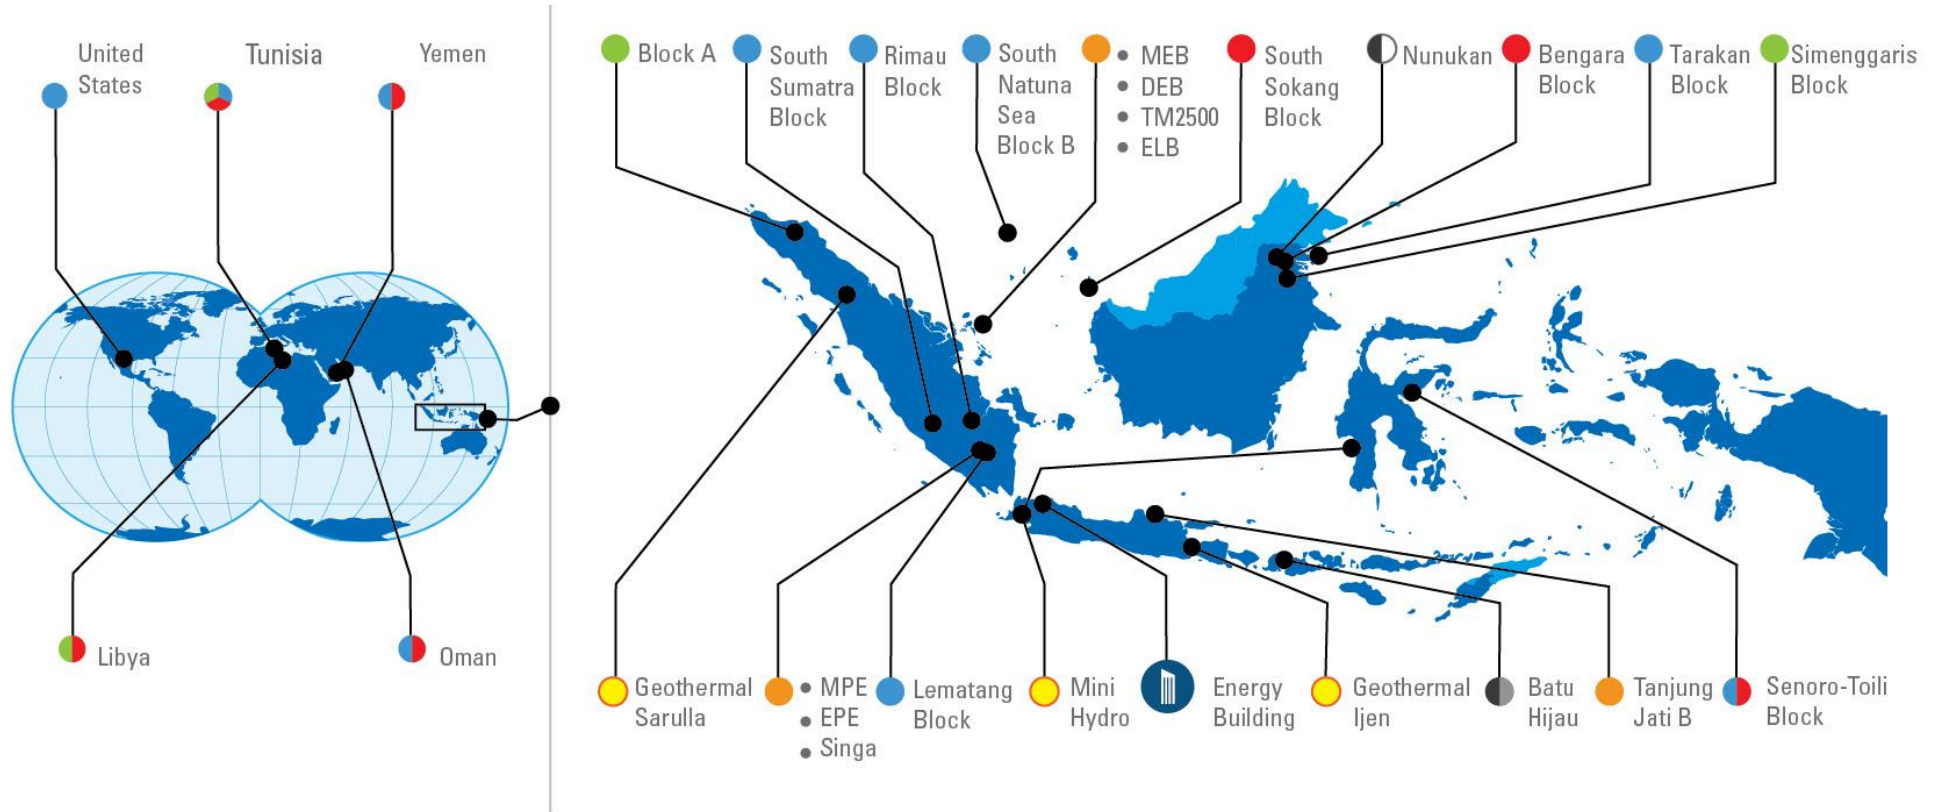 United
States
Tunisia
Yemen
Libya
Oman
Block A
South
Sumatra
Block
Rimau
Block
South
Natuna
Sea
Block B
• MEB
• DEB
• TM2500
• ELB
South
Sokang
Block
Nunukan
Bengara
Block
Tarakan
Block
Simenggaris
Block
Geothermal
Sarulla
• MPE
• EPE
• Singa
Lematang
Block
Mini
Hydro
Energy
Building
Geothermal
Ijen
Batu
Hijau
Tanjung
Jati B
Senoro-Toili
Block